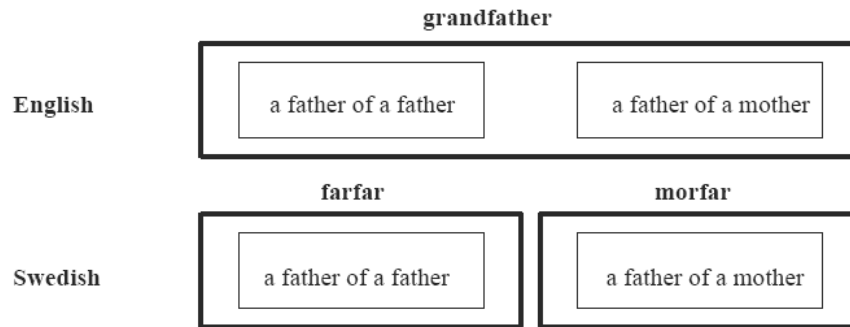 grandfather
English
a father of a father
a father of a mother
farfar
morfar
Swedish
a father of a father
a father of a mother